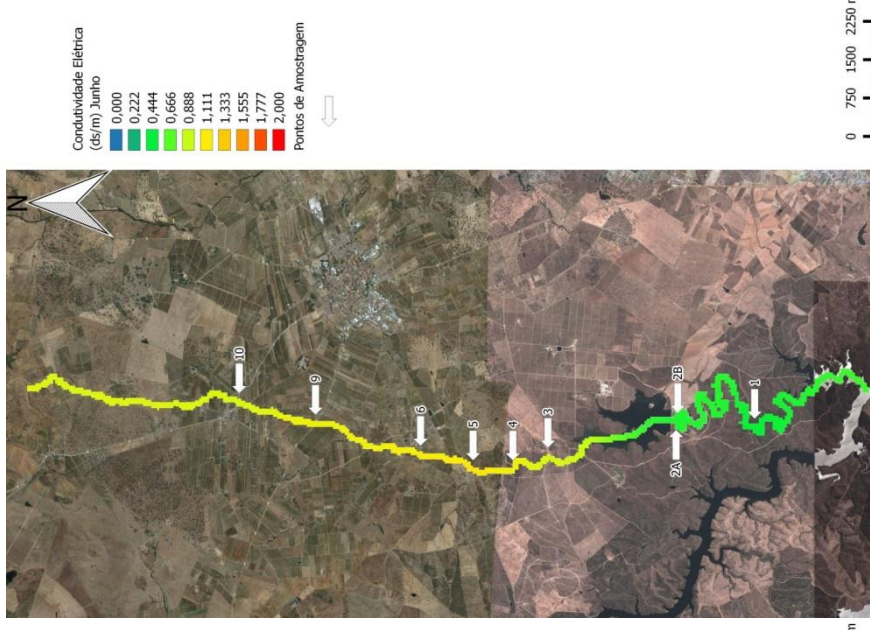 Condutividade Elétrica
(ds/m) Junho
0,000
0,222
0,444
0,666
0,888
1,111
1,333
1,555
1,777
2,000
Pontos de Amostragem
N
10
9
6
5
4
3
2A
2B
1
0 750 1500 2250 m
m